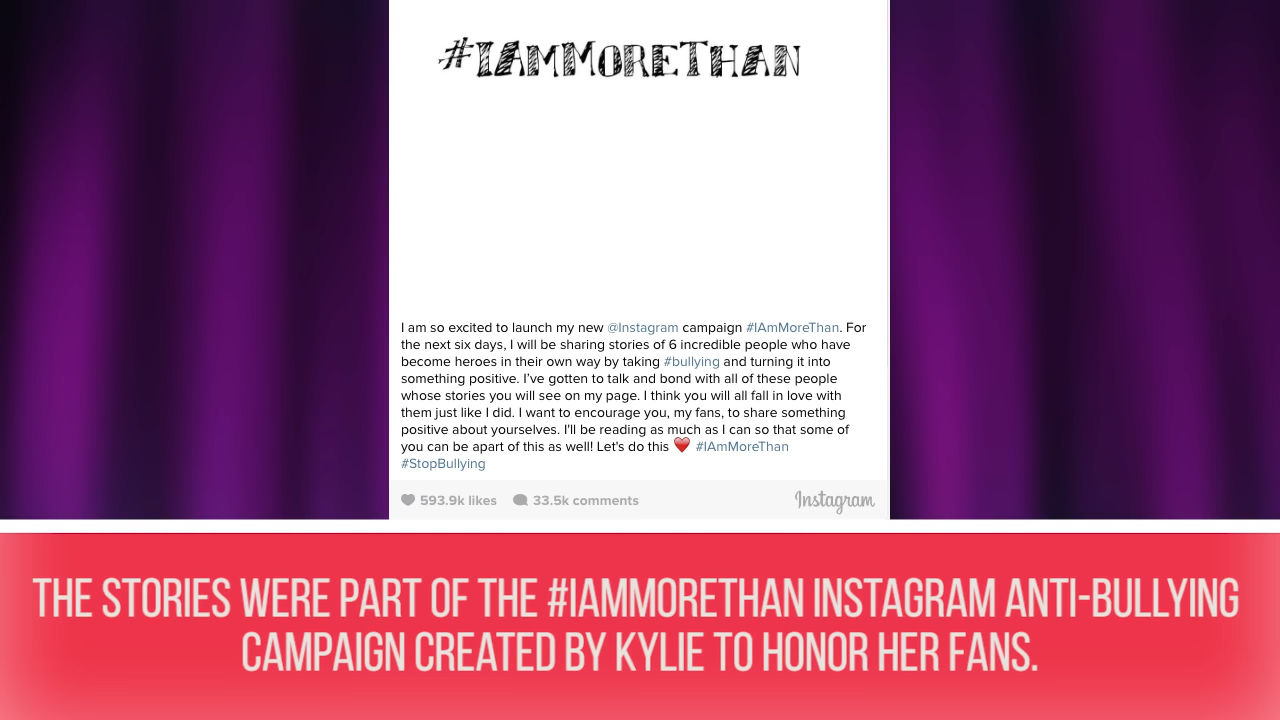 #IAMMORETHAN
I am so excited to launch my new @Instagram campaign #IAmMoreThan. For
the next six days, I will be sharing stories of 6 incredible people who have
become heroes in their own way by taking #bullying and turning it into
something positive. I've gotten to talk and bond with all of these people
whose stories you will see on my page. I think you will all fall in love with
them just like I did. I want to encourage you, my fans, to share something
positive about yourselves. I'll be reading as much as I can so that some of
you can be apart of this as well! Let's do this ❤️ #IAmMoreThan
#StopBullying
593.9k likes 33.5k comments Instagram
THE STORIES WERE PART OF THE #IAMMORETHAN INSTAGRAM ANTI-BULLYING
CAMPAIGN CREATED BY KYLIE TO HONOR HER FANS.